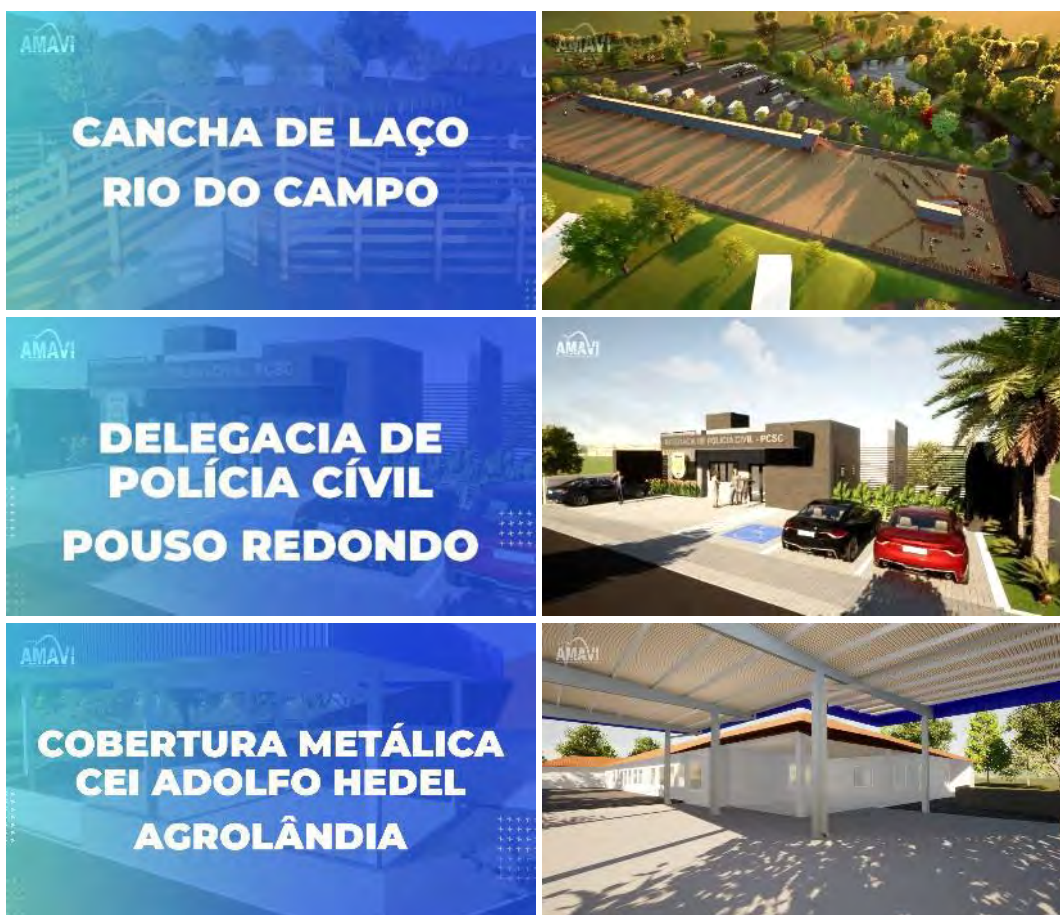 AMAVI
CANCHA DE LAÇO
RIO DO CAMPO
AMAVI
AMAVI
DELEGACIA DE
POLÍCIA CÍVIL
POUSO REDONDO
AMAVI
DELEGACIA DE POLÍCIA CIVIL - PCSC
AMAVI
COBERTURA METÁLICA
CEI ADOLFO HEDEL
AGROLÂNDIA
AMAVI